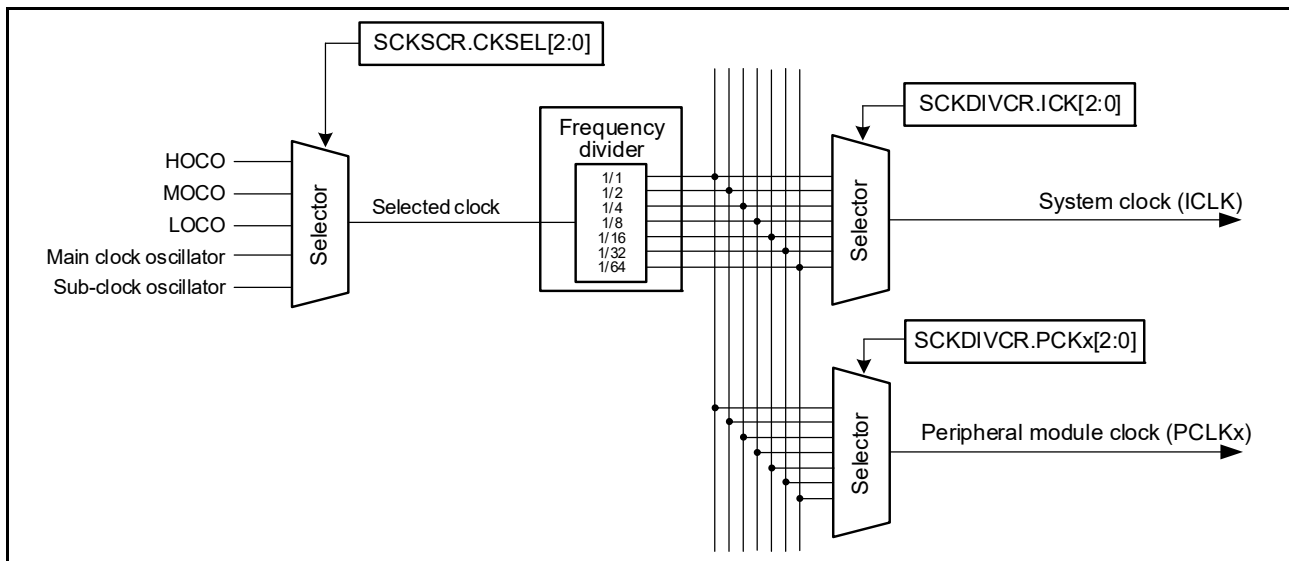 SCKSCR.CKSEL[2:0]
HOCO
MOCO
LOCO
Main clock oscillator
Sub-clock oscillator
Selector
Selected clock
Frequency
divider
1/1
1/2
1/4
1/8
1/16
1/32
1/64
SCKDIVCR.ICK[2:0]
Selector
System clock (ICLK)
SCKDIVCR.PCKx[2:0]
Selector
Peripheral module clock (PCLKx)